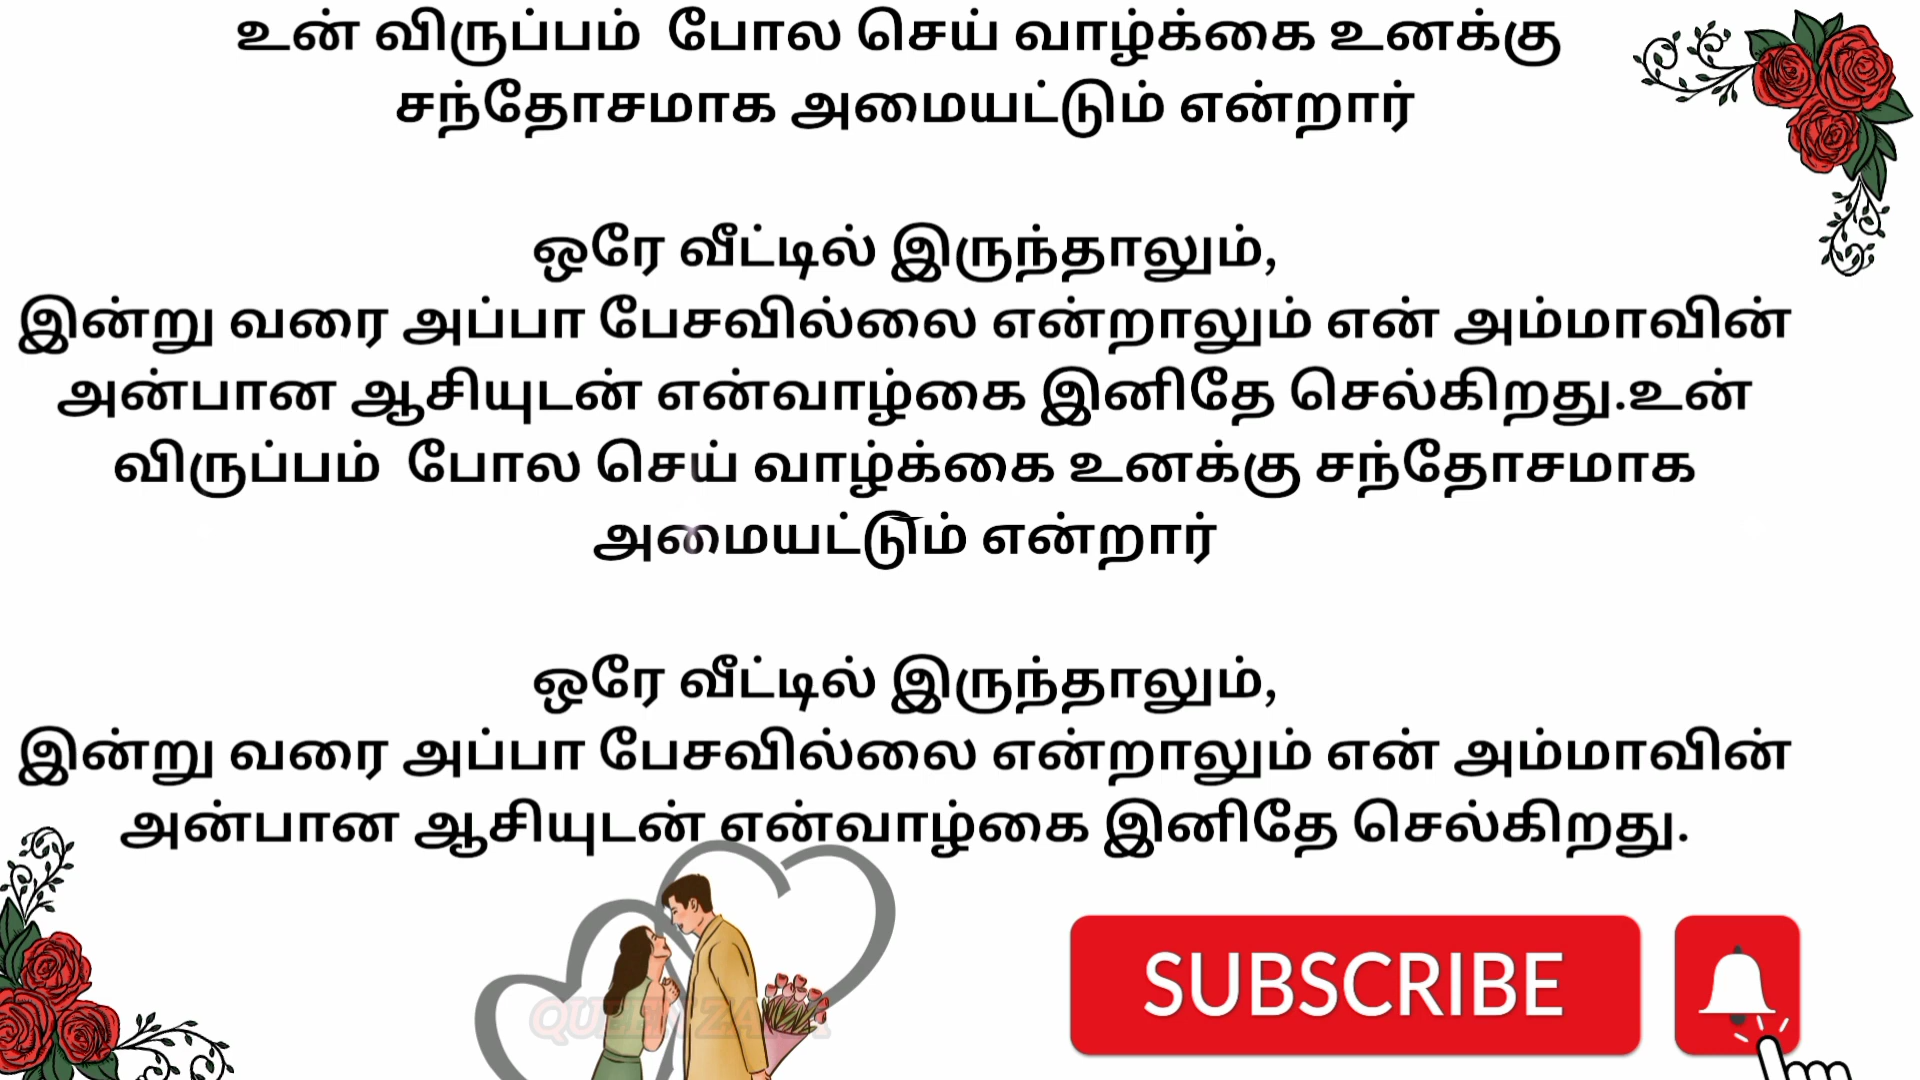 உன் விருப்பம் போல செய் வாழ்க்கை உனக்கு
சந்தோசமாக அமையட்டும் என்றார்
ஒரே வீட்டில் இருந்தாலும்,
இன்று வரை அப்பா பேசவில்லை என்றாலும் என் அம்மாவின்
அன்பான ஆசியுடன் என்வாழ்கை இனிதே செல்கிறது.உன்
விருப்பம் போல செய் வாழ்க்கை உனக்கு சந்தோசமாக
அமையட்டும் என்றார்
ஒரே வீட்டில் இருந்தாலும்,
இன்று வரை அப்பா பேசவில்லை என்றாலும் என் அம்மாவின்
அன்பான ஆசியுடன் என்வாழ்கை இனிதே செல்கிறது.
SUBSCRIBE